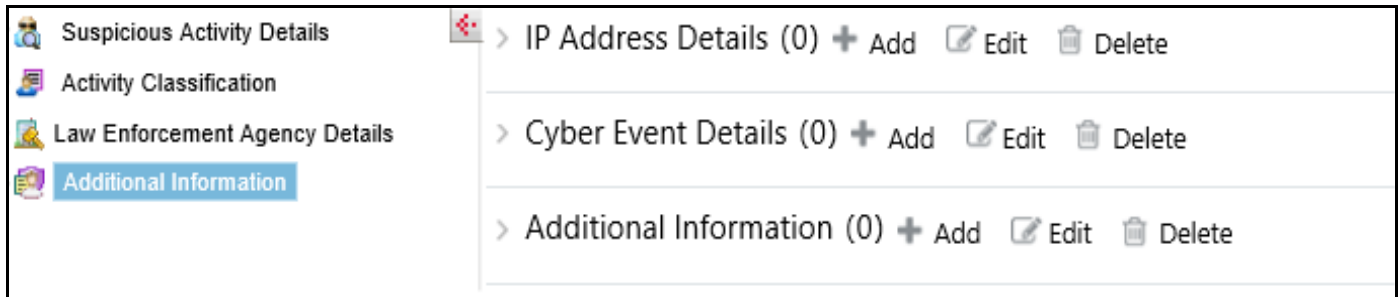 Suspicious Activity Details
Activity Classification
Law Enforcement Agency Details
Additional Information
IP Address Details (0) Add Edit Delete
Cyber Event Details (0) Add Edit Delete
Additional Information (0) Add Edit Delete